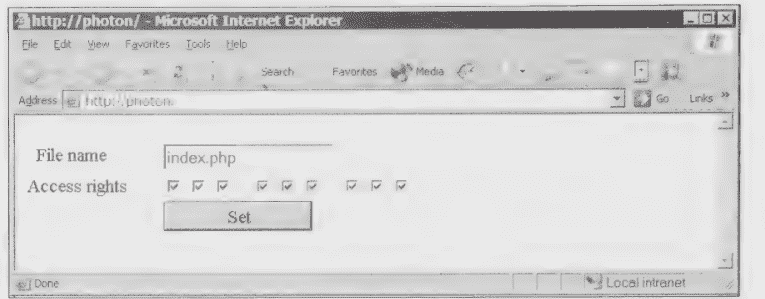 http://photon/ - Microsoft Internet Explorer
File Edit View Favorites Tools Help
Search Favorites Media
Address http://photon/ Go Links »
File name index.php
Access rights
Set
Done Local intranet